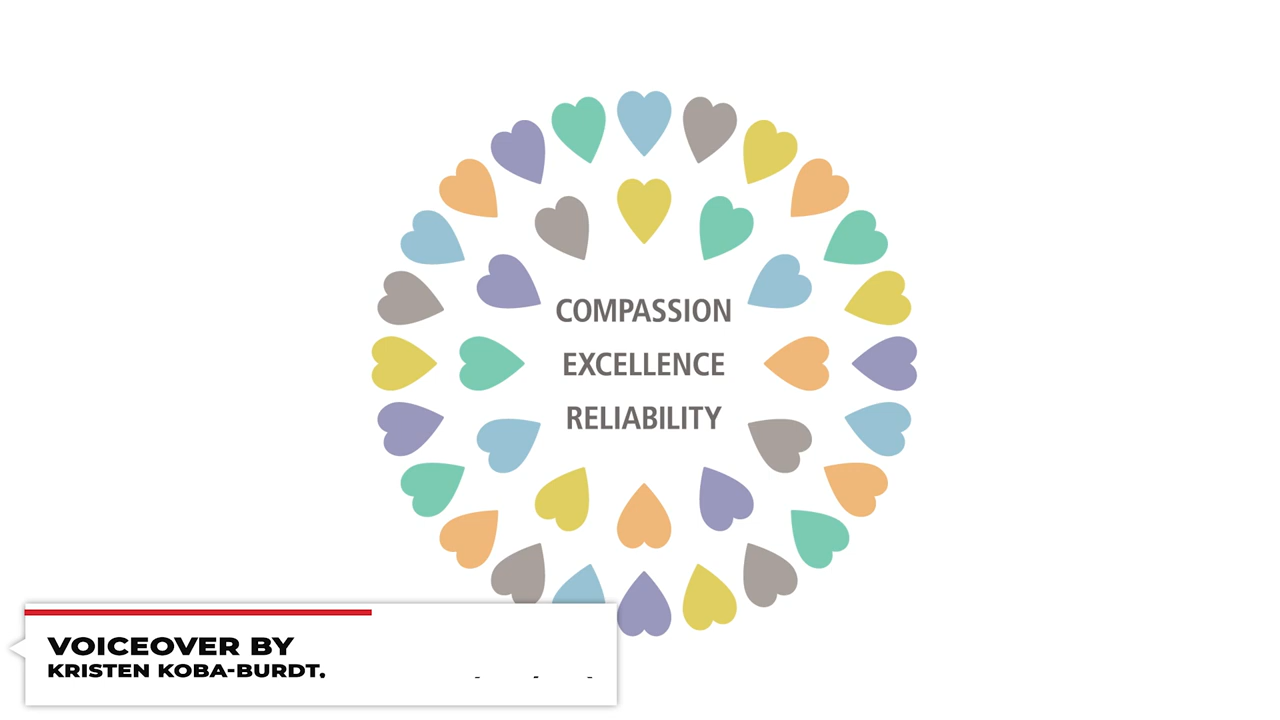 COMPASSION
EXCELLENCE
RELIABILITY
VOICEOVER BY
KRISTEN KOBA-BURDT.